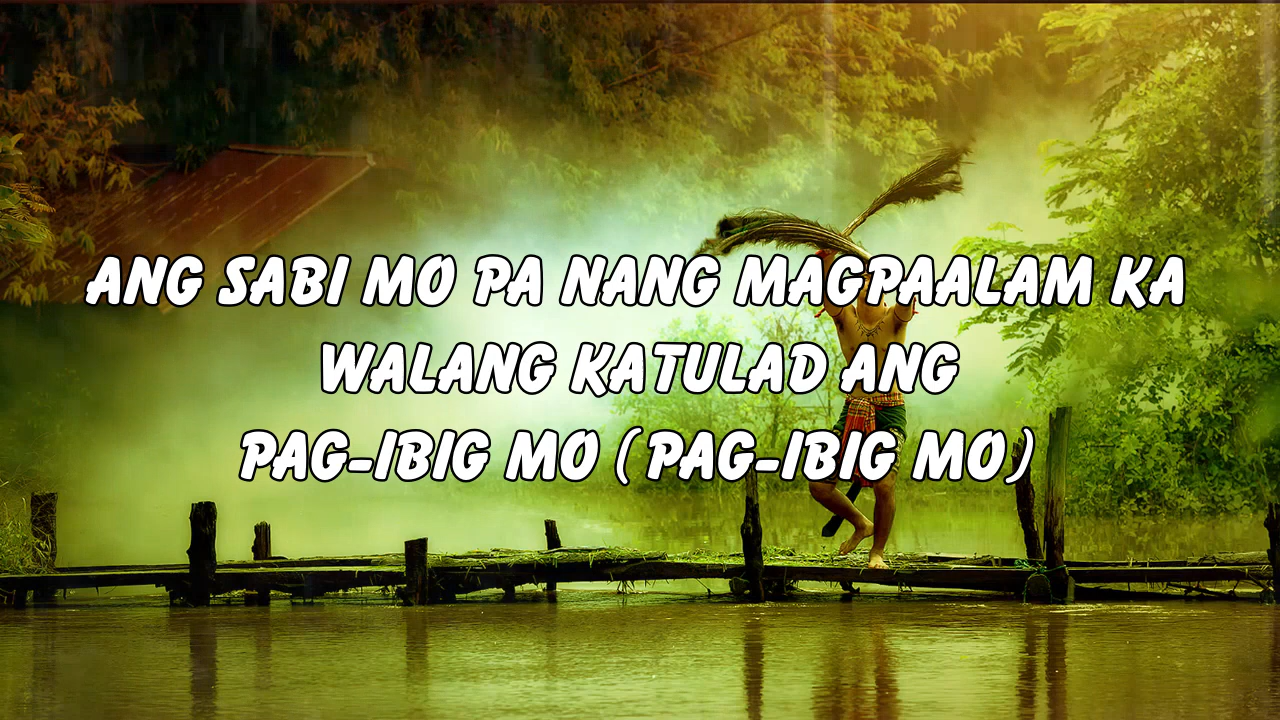 ANG SABI MO PA NANG MAGPAALAM KA
WALANG KATULAD ANG
PAG-IBIG MO (PAG-IBIG MO)